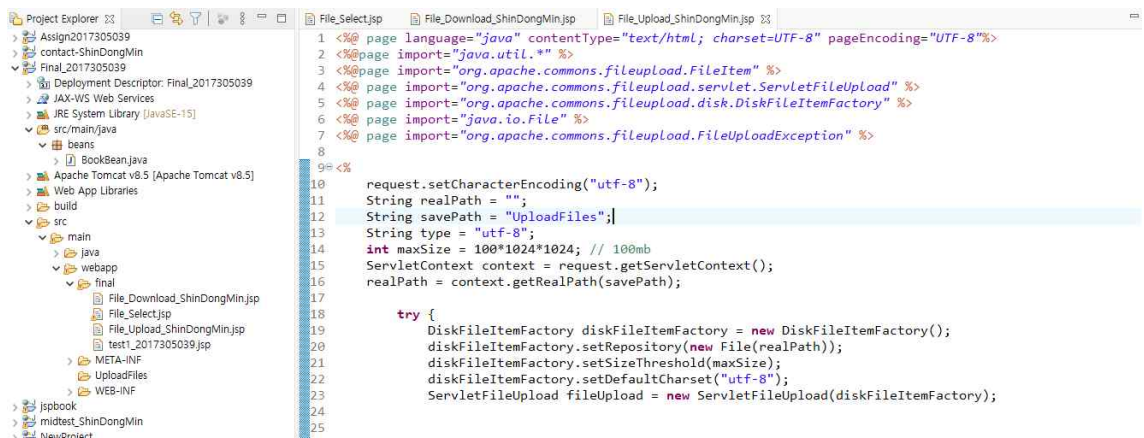 Project Explorer
File_Select.jsp
File_Download_ShinDongMin.jsp
File_Upload_ShinDongMin.jsp
Assign2017305039
contact-ShinDongMin
Final_2017305039
Deployment Descriptor: Final_2017305039
JAX-WS Web Services
JRE System Library [JavaSE-15]
src/main/java
beans
BookBean.java
Apache Tomcat v8.5 [Apache Tomcat v8.5]
Web App Libraries
build
src
main
java
webapp
final
File_Download_ShinDongMin.jsp
File_Select.jsp
File_Upload_ShinDongMin.jsp
test1_2017305039.jsp
META-INF
UploadFiles
WEB-INF
jspbook
midtest_ShinDongMin
NewProject
1 <%@ page language="java" contentType="text/html; charset=UTF-8" pageEncoding="UTF-8"%>
2 <%@page import="java.util.*" %>
3 <%@page import="org.apache.commons.fileupload.FileItem" %>
4 <%@ page import="org.apache.commons.fileupload.servlet.ServletFileUpload" %>
5 <%@ page import="org.apache.commons.fileupload.disk.DiskFileItemFactory" %>
6 <%@ page import="java.io.File" %>
7 <%@ page import="org.apache.commons.fileupload.FileUploadException" %>
8
9 <%
10 request.setCharacterEncoding("utf-8");
11 String realPath = "";
12 String savePath = "UploadFiles";
13 String type = "utf-8";
14 int maxSize = 100*1024*1024; // 100mb
15 ServletContext context = request.getServletContext();
16 realPath = context.getRealPath(savePath);
17
18 try {
19 DiskFileItemFactory diskFileItemFactory = new DiskFileItemFactory();
20 diskFileItemFactory.setRepository(new File(realPath));
21 diskFileItemFactory.setSizeThreshold(maxSize);
22 diskFileItemFactory.setDefaultCharset("utf-8");
23 ServletFileUpload fileUpload = new ServletFileUpload(diskFileItemFactory);
24
25